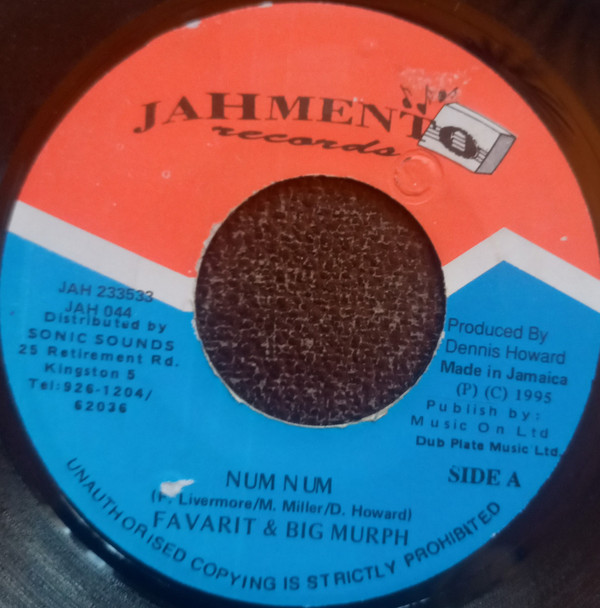 JAHMENTO
records
JAH 233533
JAH 044
Distributed by
SONIC SOUNDS
25 Retirement Rd.
Kingston 5
Tel:926-1204/
62036
Produced By
Dennis Howard
Made in Jamaica
(P) (C) 1995
Publish by:
Music On Ltd
Dub Plate Music Ltd.
SIDE A
NUM NUM
Livermore/M. Miller/D. Howard)
FAVARIT & BIG MURPH
UNAUTHORISED COPYING IS STRICTLY PROHIBITED